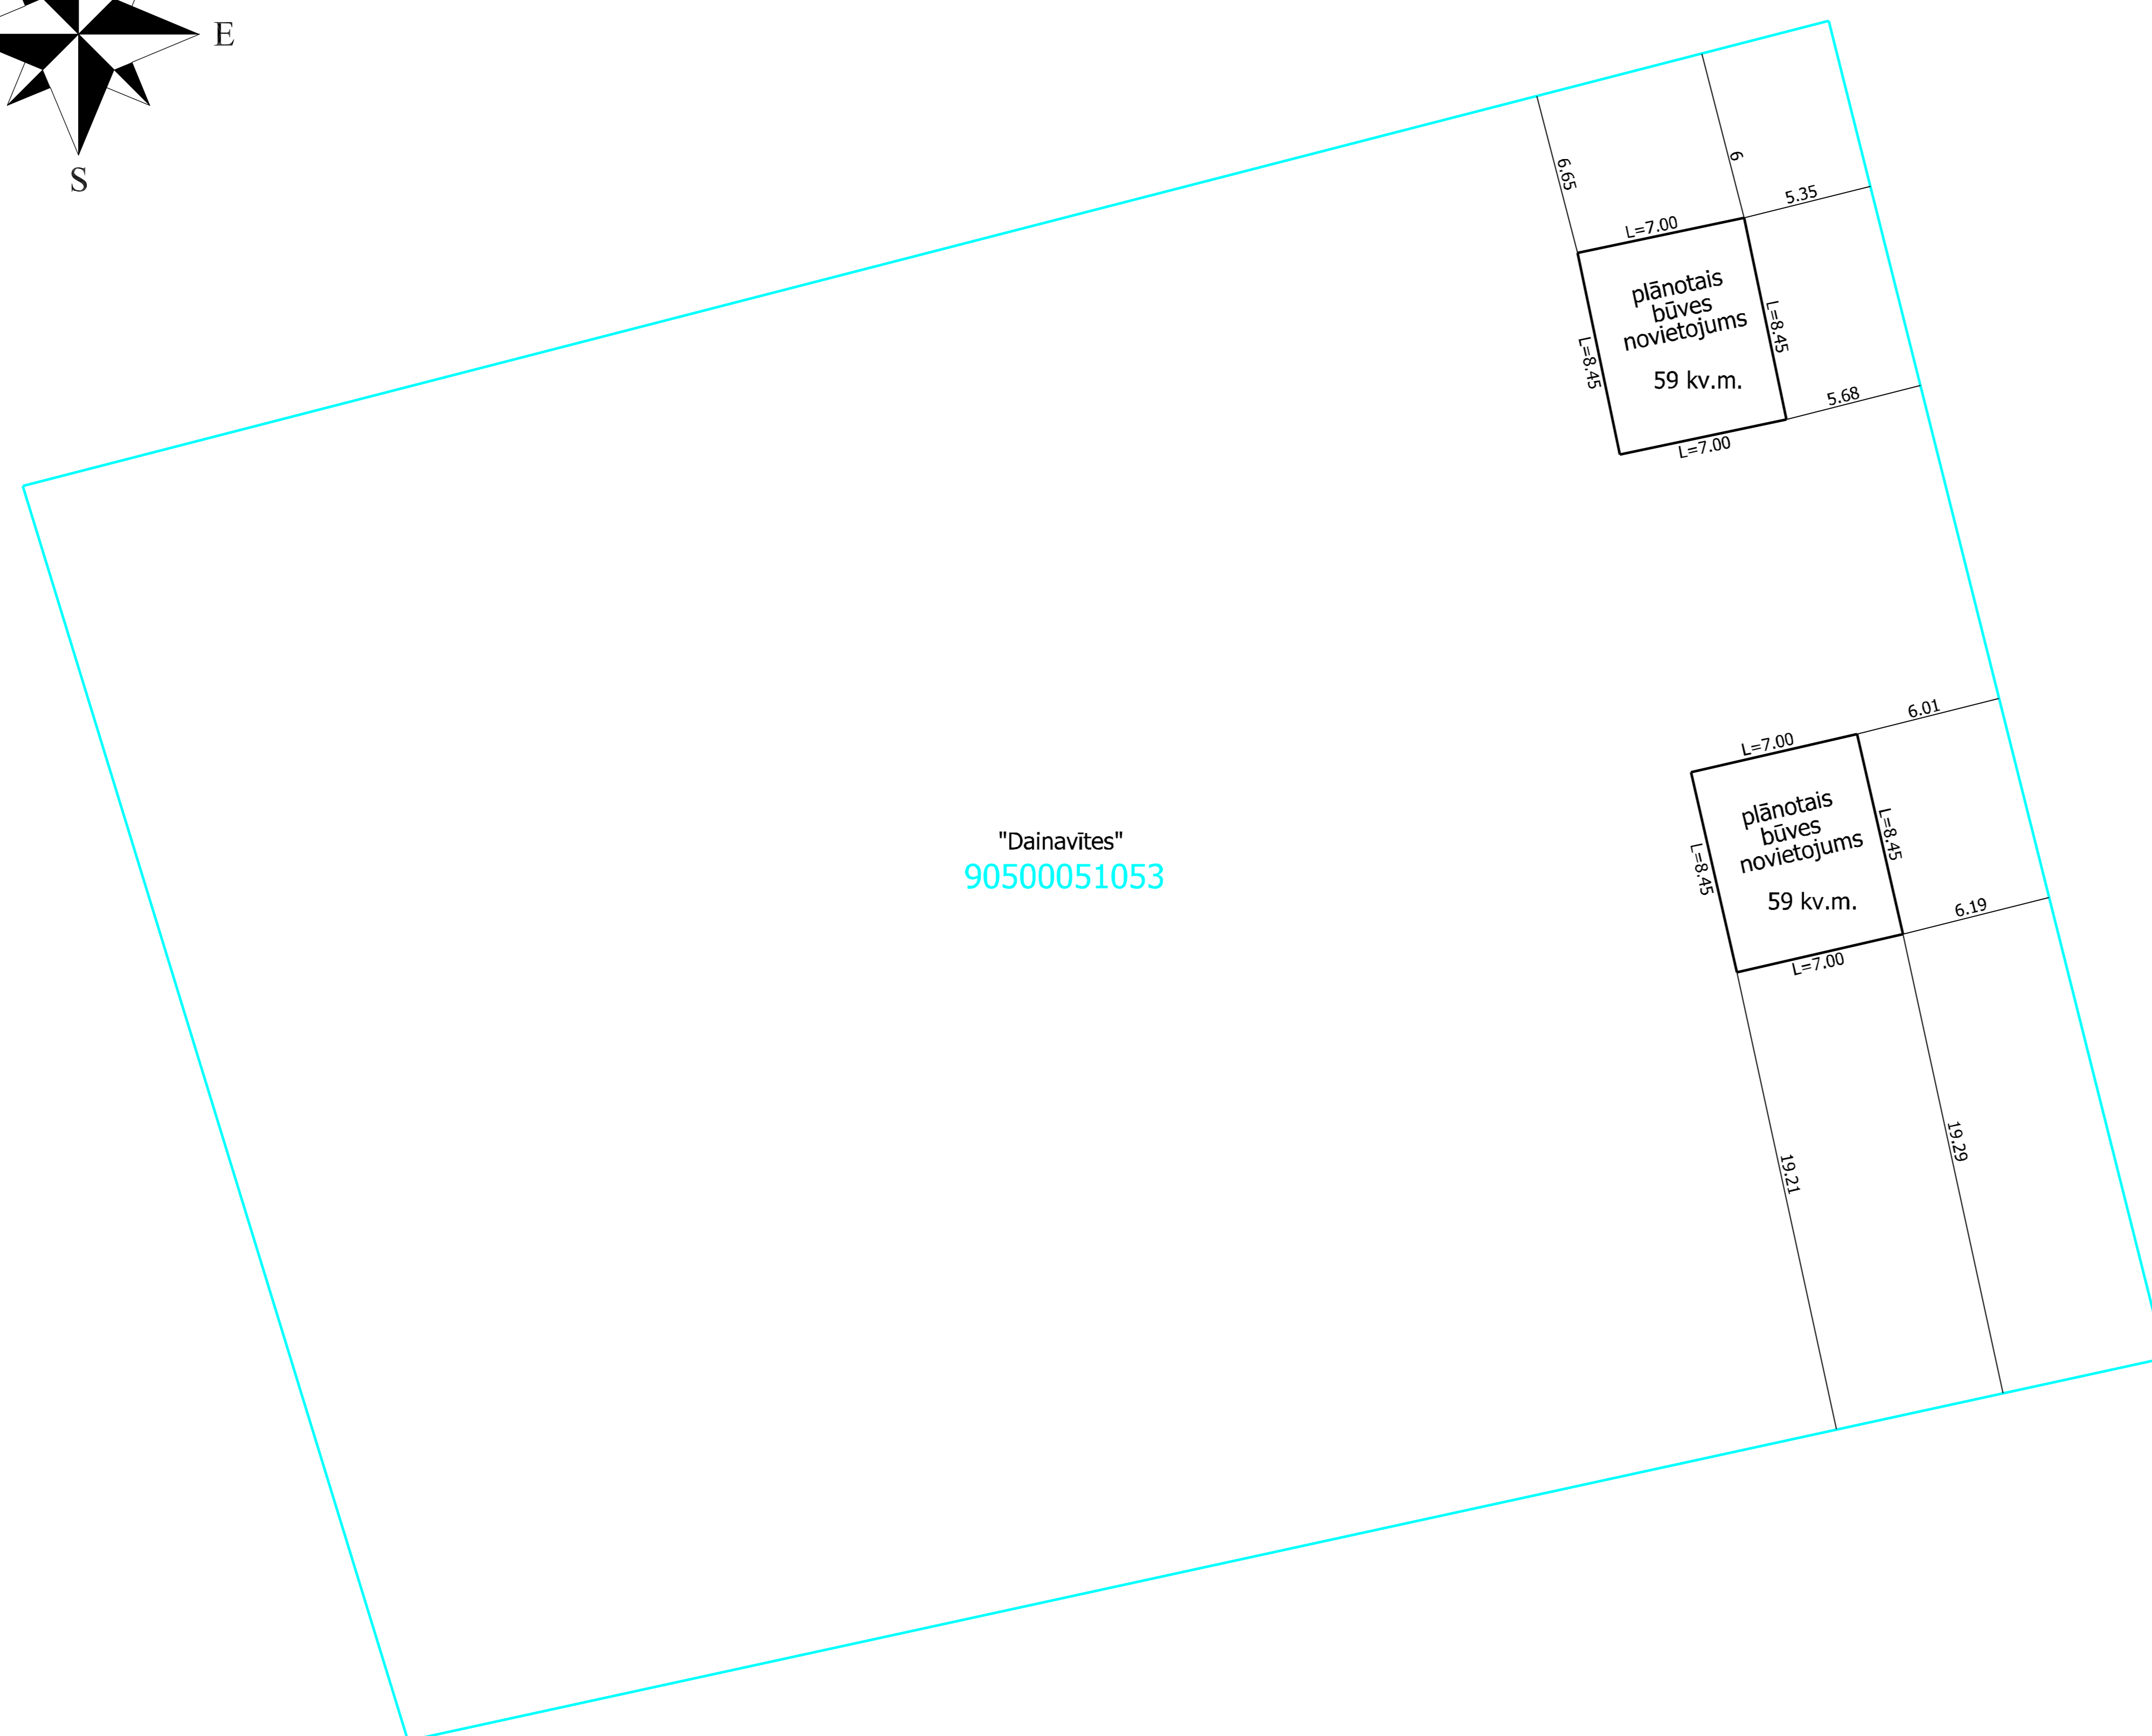 E
S
6.65
6
5.35
L=7.00
plānotais
būves
novietojums
59 kv.m.
L=8.45
L=8.45
5.68
L=7.00
6.01
L=7.00
plānotais
būves
novietojums
59 kv.m.
L=8.45
L=8.45
6.19
L=7.00
"Dainavītes"
90500051053
19.29
19.21